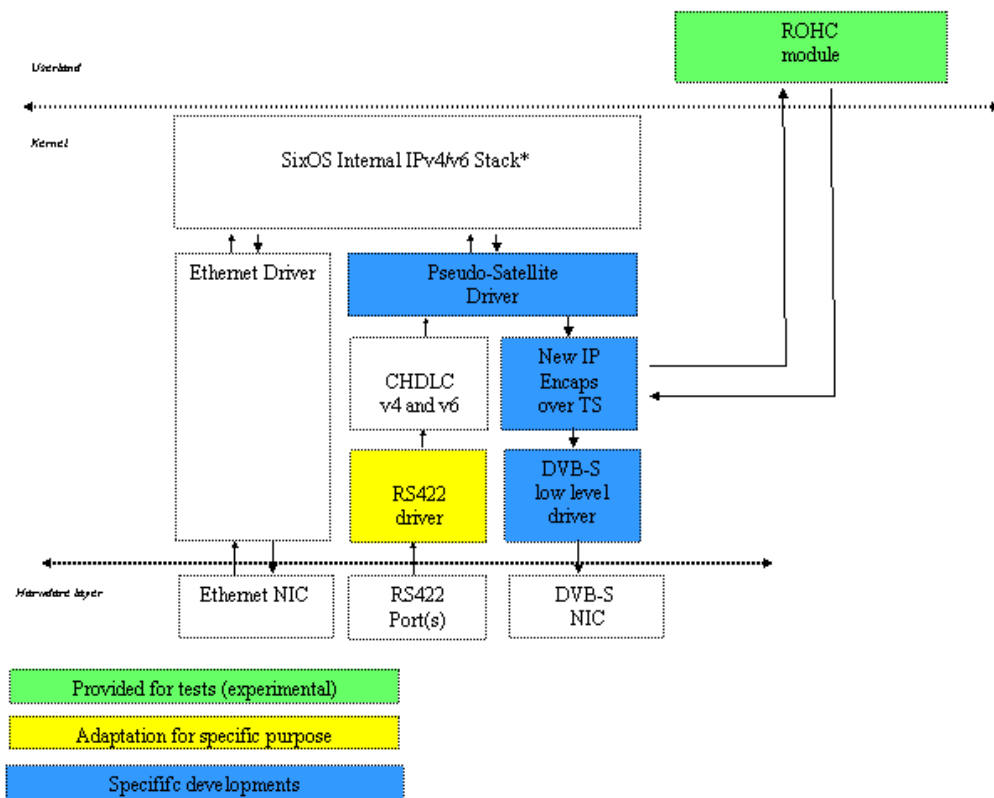 ROHC
module
Userland
Kernel
SixOS Internal IPv4/v6 Stack*
Ethernet Driver
Pseudo-Satellite
Driver
CHDLC
v4 and v6
New IP
Encaps
over TS
RS422
driver
DVB-S
low level
driver
Harwdare layer
Ethernet NIC
RS422
Port(s)
DVB-S
NIC
Provided for tests (experimental)
Adaptation for specific purpose
Specififc developments